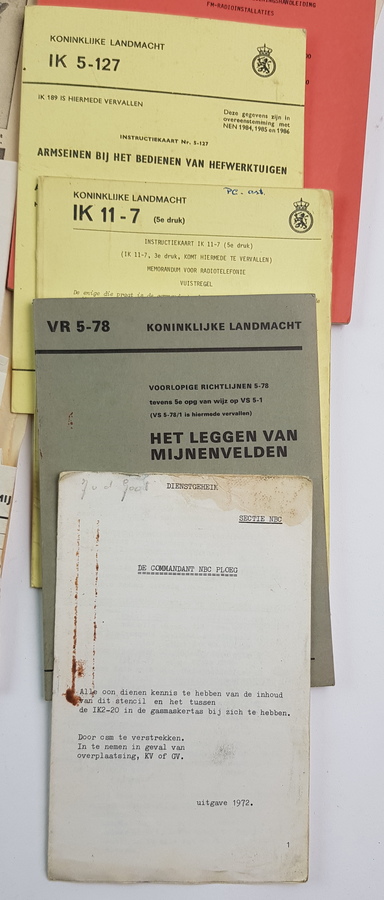 FM-RADIOINSTALLATIES
KONINKLIJKE LANDMACHT
IK 5-127
IK 189 IS HIERMEDE VERVALLEN
Deze gegevens zijn in
overeenstemming met
NEN 1984, 1985 en 1986
INSTRUCTIEKAART Nr. 5-127
ARMSEINEN BIJ HET BEDIENEN VAN HEFWERKTUIGEN
KONINKLIJKE LANDMACHT
IK 11-7 (5e druk)
INSTRUCTIEKAART IK 11-7 (5e druk)
(IK 11-7, 3e druk, KOMT HIERMEDE TE VERVALLEN)
MEMORANDUM VOOR RADIOTELEFONIE
VUISTREGEL
VR 5-78 KONINKLIJKE LANDMACHT
VOORLOPIGE RICHTLIJNEN 5-78
tevens 5e opg van wijz op VS 5-1
(VS 5-76/1 is hiermede vervallen)
HET LEGGEN VAN
MIJNENVELDEN
DIENSTGEHEIM
SECTIE NBC
DE COMMANDANT NBC PLOEG
Alle oon dienen kennis te hebben van de inhoud
van dit stencil en het tussen
de IK2-20 in de gasmaskertas bij zich te hebben.
Door csm te verstrekken.
In te nemen in geval van
overplaatsing, KV of GV.
uitgave 1972.
1